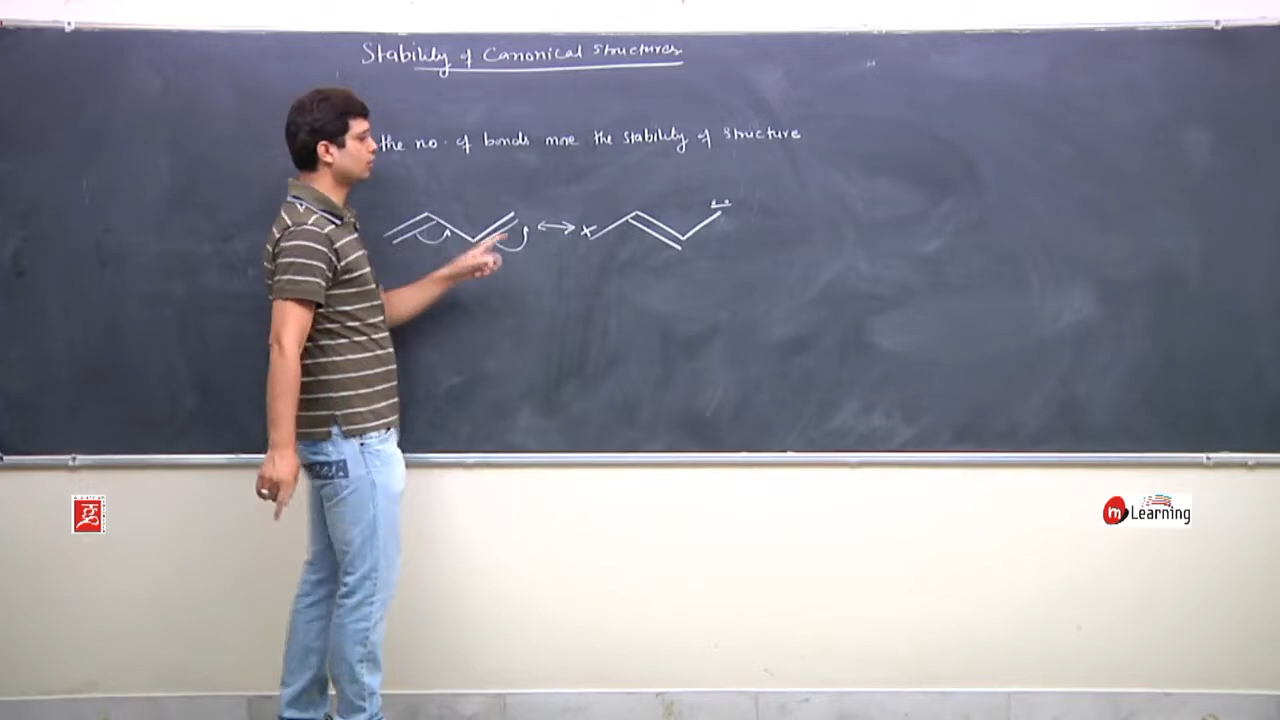 Stability of Canonical Structures
the no. of bonds more the stability of structure
m Learning